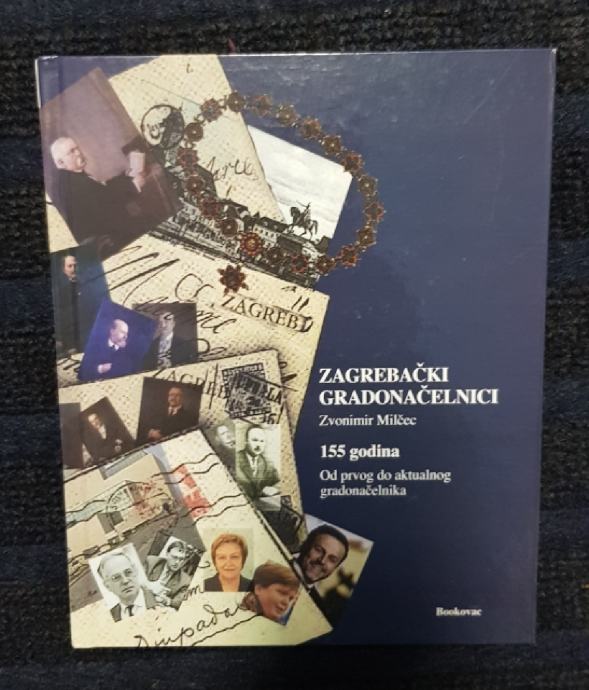 ZAGREB
ZAGREBAČKI
GRADONAČELNICI
Zvonimir Milčec
155 godina
Od prvog do aktualnog
gradonačelnika
Bookovac